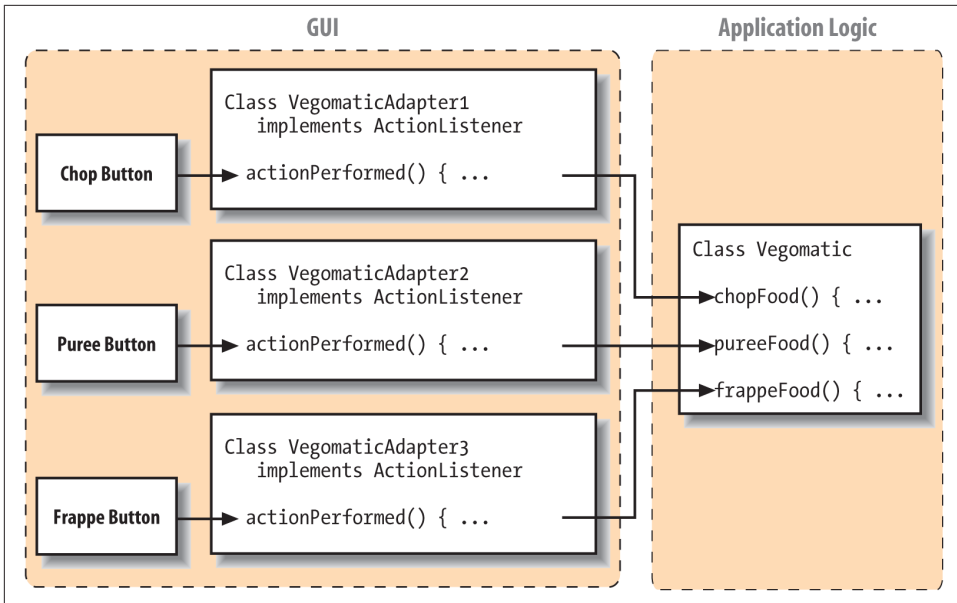 GUI
Application Logic
Chop Button
Class VegomaticAdapter1
implements ActionListener
actionPerformed() { ...
Puree Button
Class VegomaticAdapter2
implements ActionListener
actionPerformed() { ...
Frappe Button
Class VegomaticAdapter3
implements ActionListener
actionPerformed() { ...
Class Vegomatic
chopFood() { ...
pureeFood() { ...
frappeFood() { ...